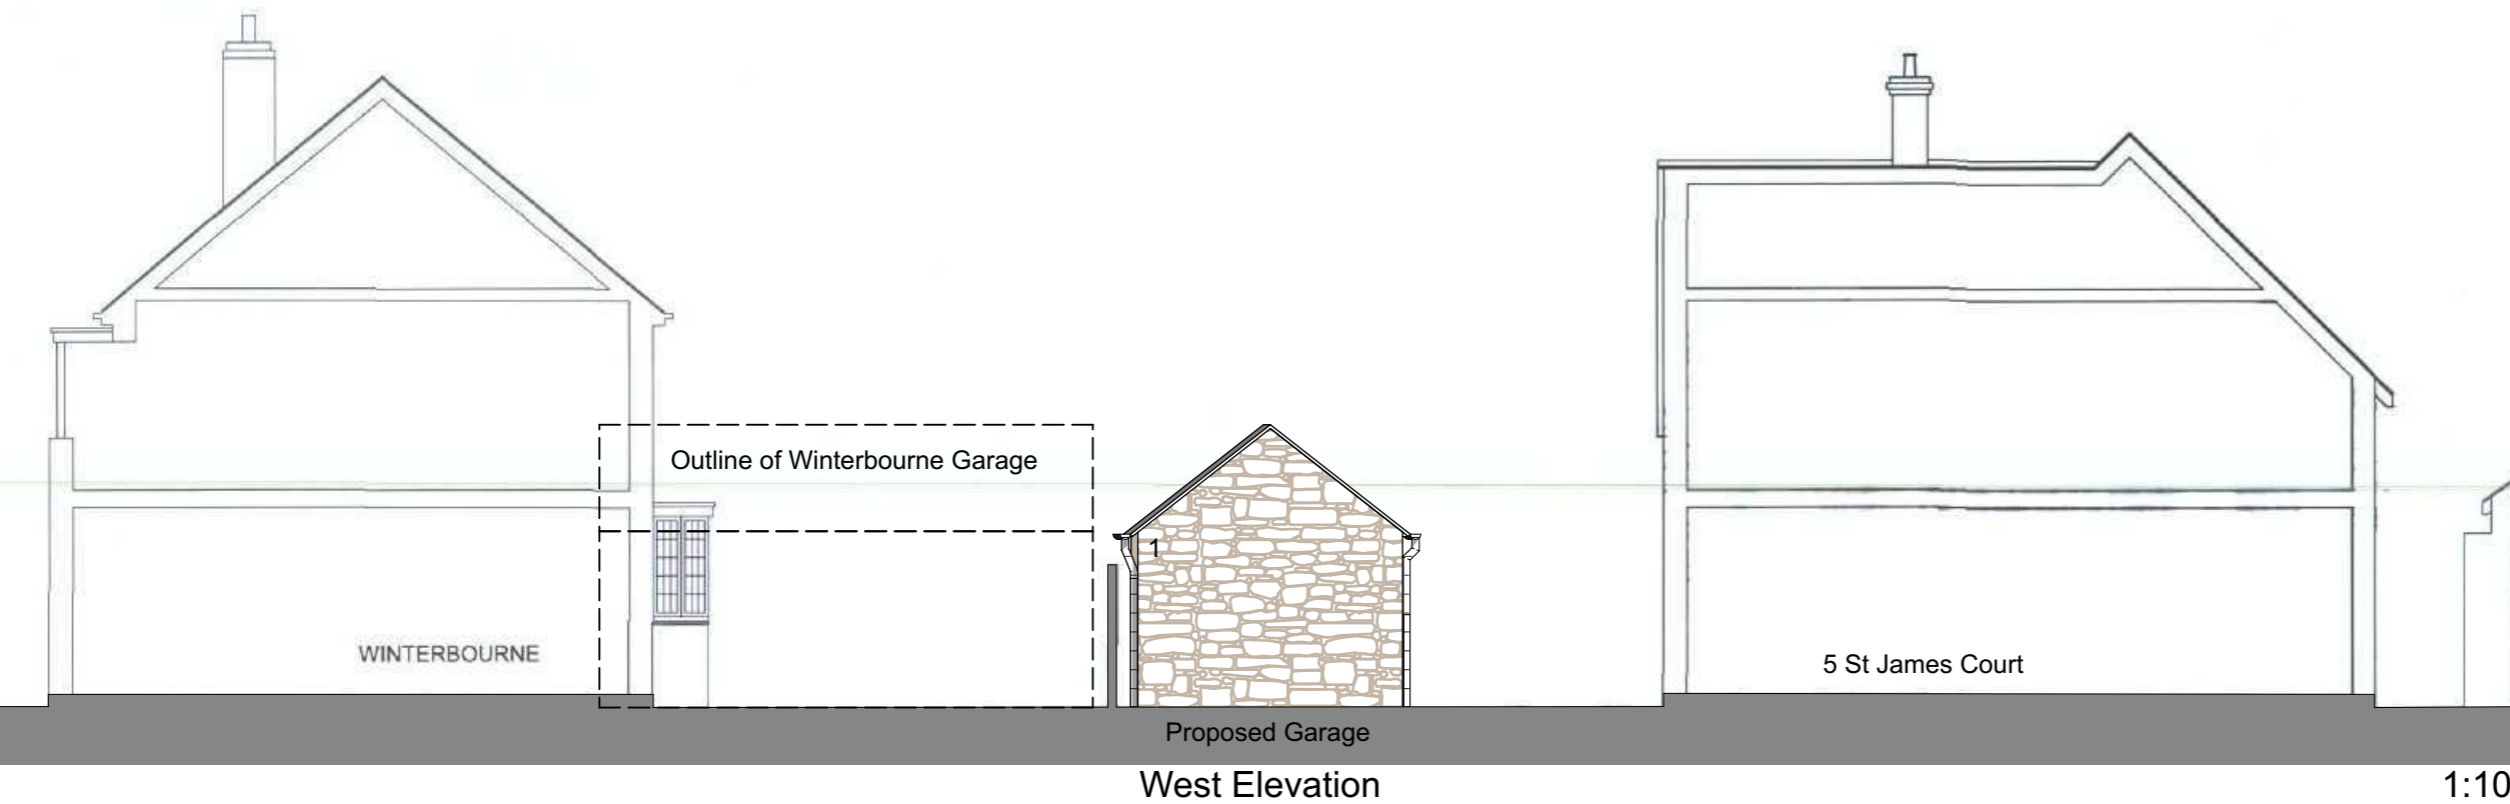 Outline of Winterbourne Garage
1
WINTERBOURNE
5 St James Court
Proposed Garage
West Elevation
1:10